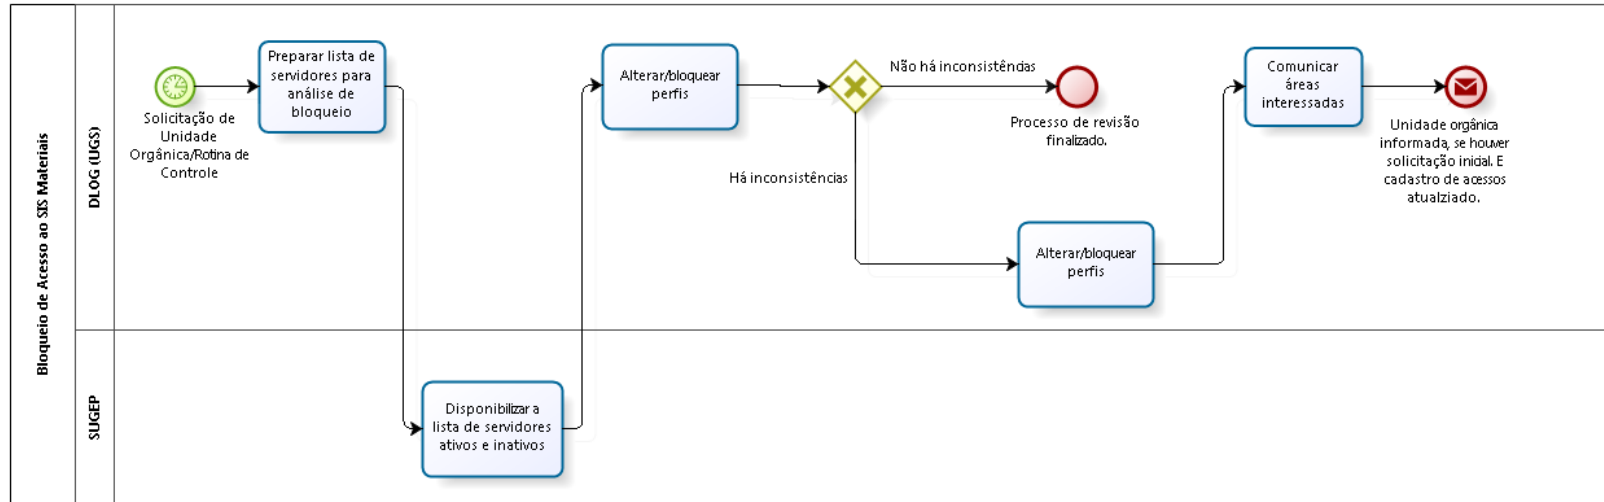 Bloqueio de Acesso ao SIS Materiais
DLOG (UGS)
Solicitação de
Unidade
Orgânica/Rotina de
Controle
Preparar lista de
servidores para
análise de
bloqueio
Alterar/bloquear
perfis
Não há inconsistências
Processo de revisão
finalizado.
Há inconsistências
Alterar/bloquear
perfis
Comunicar
áreas
interessadas
Unidade orgânica
informada, se houver
solicitação inicial. E
cadastro de acessos
atualziado.
SUGEP
Disponibilizar a
lista de servidores
ativos e inativos